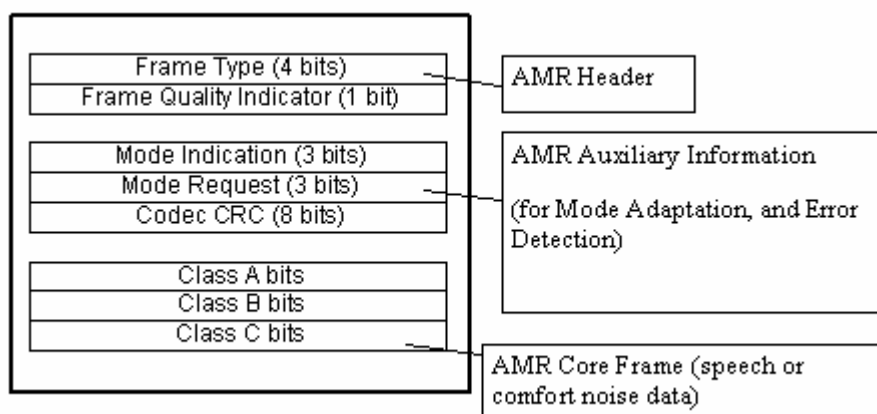 Frame Type (4 bits)
Frame Quality Indicator (1 bit)
AMR Header
Mode Indication (3 bits)
Mode Request (3 bits)
Codec CRC (8 bits)
AMR Auxiliary Information
(for Mode Adaptation, and Error
Detection)
Class A bits
Class B bits
Class C bits
AMR Core Frame (speech or
comfort noise data)